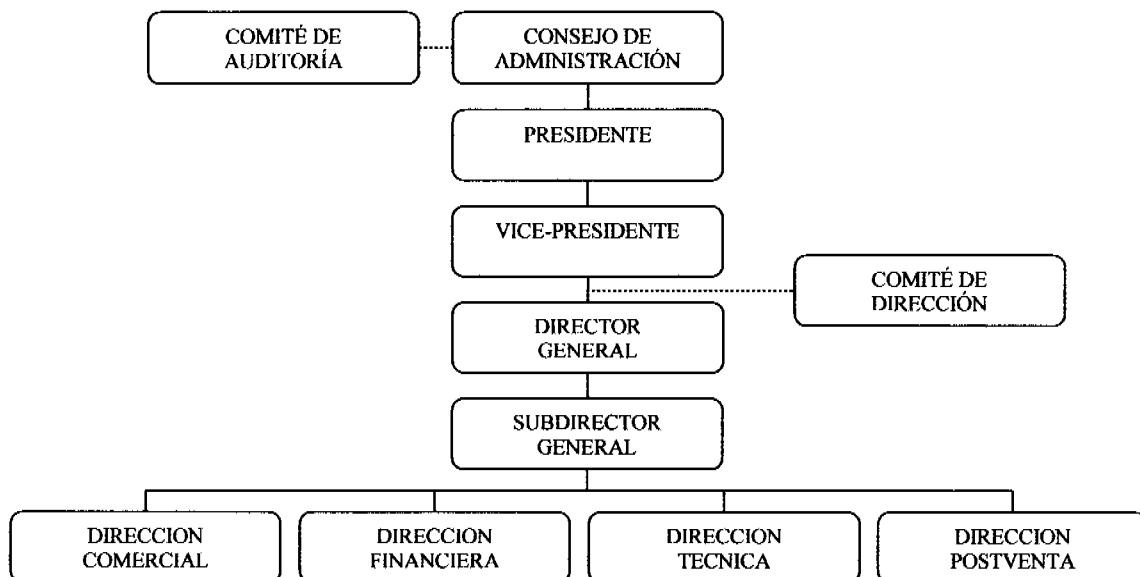 COMITÉ DE
AUDITORÍA
CONSEJO DE
ADMINISTRACIÓN
PRESIDENTE
VICE-PRESIDENTE
COMITÉ DE
DIRECCIÓN
DIRECTOR
GENERAL
SUBDIRECTOR
GENERAL
DIRECCION
COMERCIAL
DIRECCION
FINANCIERA
DIRECCION
TECNICA
DIRECCION
POSTVENTA